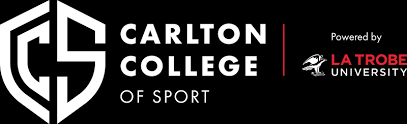 CARLTON
COLLEGE
OF SPORT
Powered by
LA TROBE
UNIVERSITY